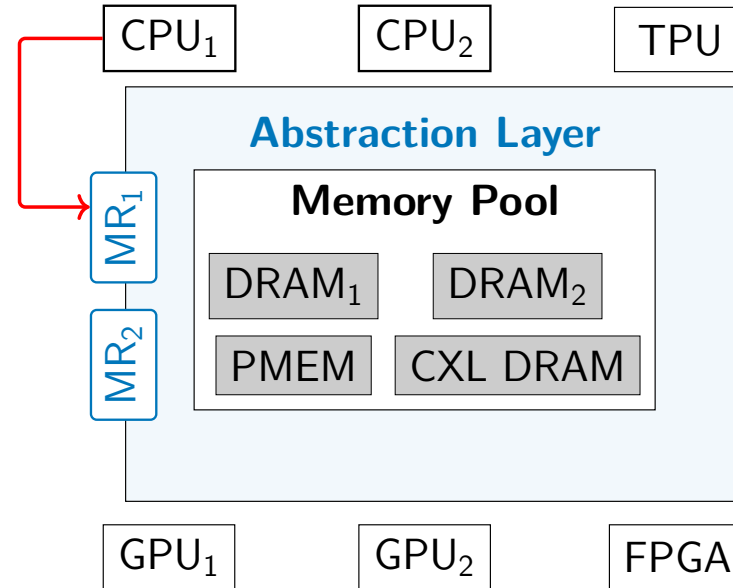 CPU₁ CPU₂ TPU
Abstraction Layer
Memory Pool
MR₁
DRAM₁ DRAM₂
MR₂
PMEM CXL DRAM
GPU₁ GPU₂ FPGA